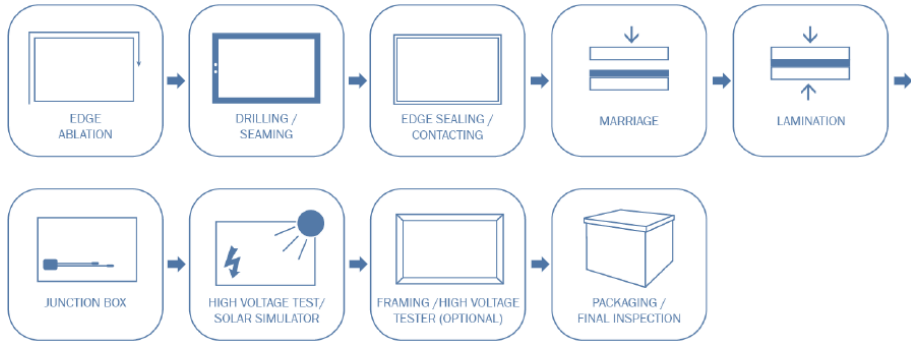 EDGE
ABLATION
DRILLING /
SEAMING
EDGE SEALING /
CONTACTING
MARRIAGE
LAMINATION
JUNCTION BOX
HIGH VOLTAGE TEST/
SOLAR SIMULATOR
FRAMING /HIGH VOLTAGE
TESTER (OPTIONAL)
PACKAGING /
FINAL INSPECTION